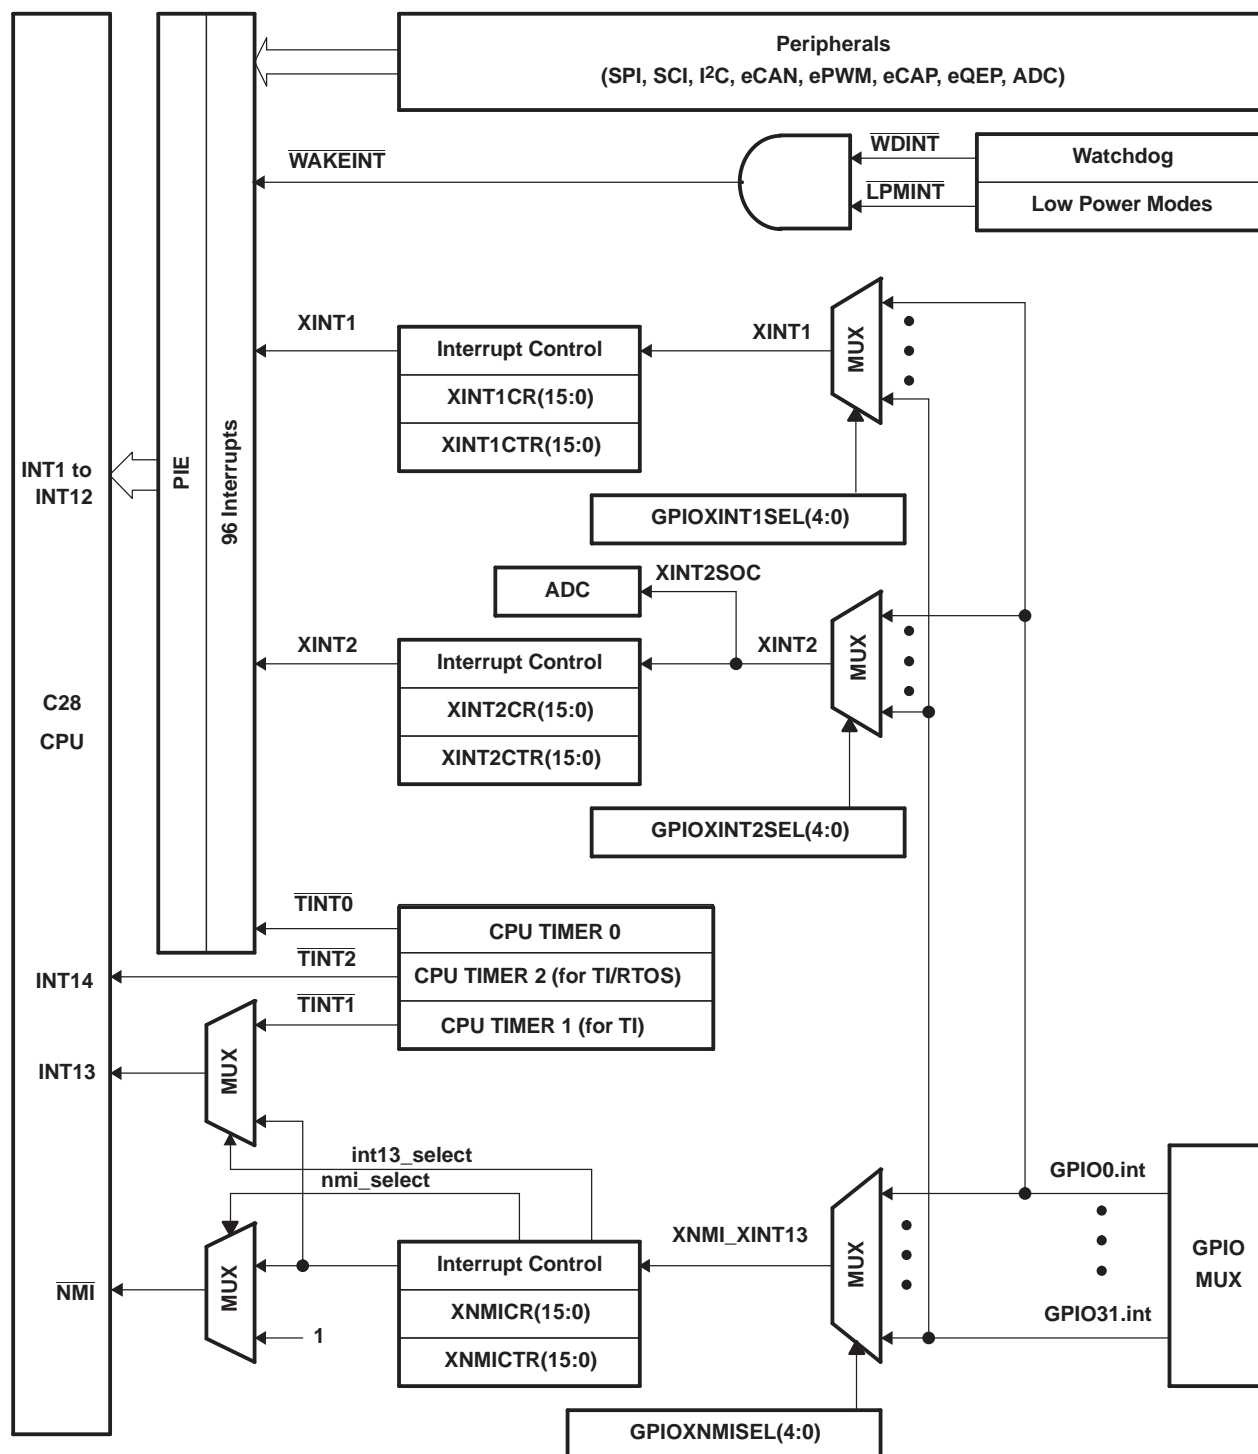 Peripherals
(SPI, SCI, I²C, eCAN, ePWM, eCAP, eQEP, ADC)
WAKEINT
WDINT
Watchdog
LPMINT
Low Power Modes
XINT1
Interrupt Control
XINT1CR(15:0)
XINT1CTR(15:0)
XINT1
MUX
INT1 to
INT12
PIE
96 Interrupts
GPIOXINT1SEL(4:0)
ADC
XINT2SOC
XINT2
Interrupt Control
XINT2CR(15:0)
XINT2CTR(15:0)
XINT2
MUX
C28
CPU
GPIOXINT2SEL(4:0)
TINT0
CPU TIMER 0
INT14
TINT2
CPU TIMER 2 (for TI/RTOS)
TINT1
CPU TIMER 1 (for TI)
INT13
MUX
int13_select
nmi_select
NMI
MUX
1
Interrupt Control
XNMICR(15:0)
XNMICTR(15:0)
XNMI_XINT13
MUX
GPIO0.int
GPIO31.int
GPIO
MUX
GPIOXNMISEL(4:0)